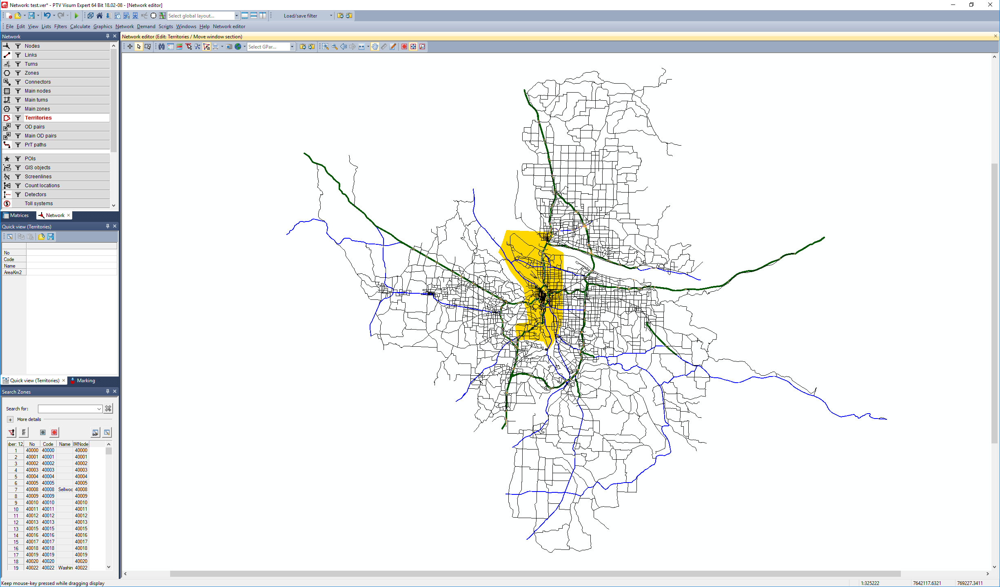 Network: test.ver* - PTV Visum Expert 64 Bit 18.02-08 - [Network editor]
Select global layout...
Load/save filter
File Edit View Lists Filters Calculate Graphics Network Demand Scripts Windows Help Network editor
Network
Nodes
Links
Turns
Zones
Connectors
Main nodes
Main turns
Main zones
Territories
OD pairs
Main OD pairs
PrT paths
POIs
GIS objects
Screenlines
Count locations
Detectors
Toll systems
Matrices
Network
Quick view (Territories)
No
Code
Name
AreaKm2
Quick view (Territories)
Marking
Search Zones
Search for:
More details
DEF
ber: 12, No Code Name IMNode
1 40000 40000 40000
2 40001 40001 40001
3 40002 40002 40002
4 40003 40003 40003
5 40004 40004 40004
6 40005 40005 40005
7 40008 40008 Sellwoo 40008
8 40009 40009 40009
9 40010 40010 40010
10 40011 40011 40011
11 40012 40012 40012
12 40013 40013 40013
13 40015 40015 40015
14 40016 40016 40016
15 40017 40017 40017
16 40018 40018 40018
17 40019 40019 40019
18 40020 40020 40020
19 40022 40022 Washin 40022
Network editor (Edit: Territories / Move window section)
Select GPar...
Keep mouse-key pressed while dragging display
1:325222
7642117.6321
769227.3411